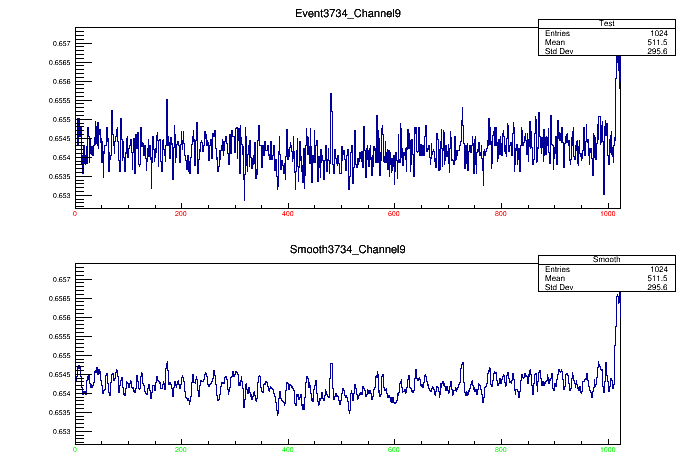 Event3734_Channel9
Test
Entries 1024
Mean 511.5
Std Dev 295.6
0.657
0.6565
0.656
0.6555
0.655
0.6545
0.654
0.6535
0.653
0 200 400 600 800 1000
Smooth3734_Channel9
Smooth
Entries 1024
Mean 511.5
Std Dev 295.6
0.657
0.6565
0.656
0.6555
0.655
0.6545
0.654
0.6535
0.653
0 200 400 600 800 1000